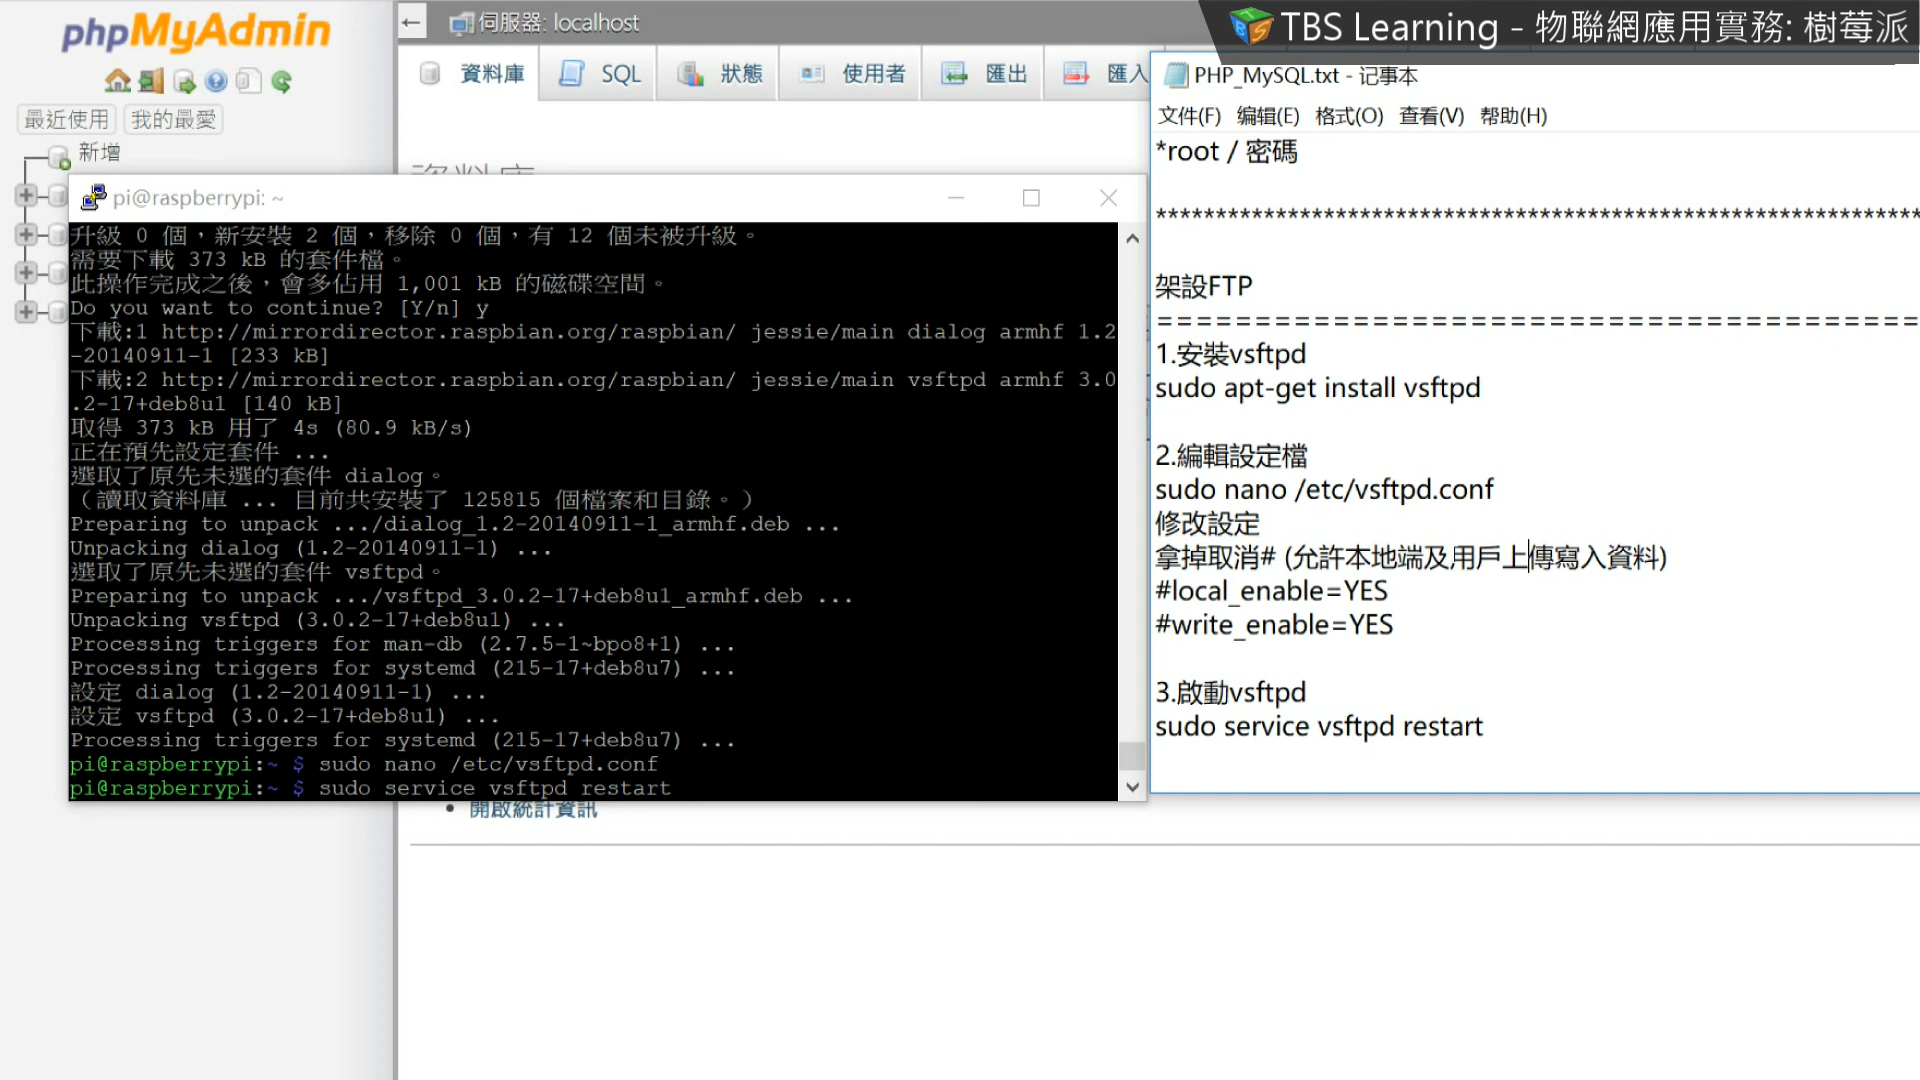 phpMyAdmin
最近使用
我的最愛
新增
伺服器: localhost
資料庫
SQL
狀態
使用者
匯出
匯入
TBS Learning - 物聯網應用實務: 樹莓派
pi@raspberrypi: ~
升級 0 個，新安裝 2 個，移除 0 個，有 12 個未被升級。
需要下載 373 kB 的套件檔。
此操作完成之後，會多佔用 1,001 kB 的磁碟空間。
Do you want to continue? [Y/n] y
下載:1 http://mirrordirector.raspbian.org/raspbian/ jessie/main dialog armhf 1.2
-20140911-1 [233 kB]
下載:2 http://mirrordirector.raspbian.org/raspbian/ jessie/main vsftpd armhf 3.0
.2-17+deb8u1 [140 kB]
取得 373 kB 用了 4s (80.9 kB/s)
正在預先設定套件 ...
選取了原先未選的套件 dialog。
（讀取資料庫 ... 目前共安裝了 125815 個檔案和目錄。）
Preparing to unpack .../dialog_1.2-20140911-1_armhf.deb ...
Unpacking dialog (1.2-20140911-1) ...
選取了原先未選的套件 vsftpd。
Preparing to unpack .../vsftpd_3.0.2-17+deb8u1_armhf.deb ...
Unpacking vsftpd (3.0.2-17+deb8u1) ...
Processing triggers for man-db (2.7.5-1~bpo8+1) ...
Processing triggers for systemd (215-17+deb8u7) ...
設定 dialog (1.2-20140911-1) ...
設定 vsftpd (3.0.2-17+deb8u1) ...
Processing triggers for systemd (215-17+deb8u7) ...
pi@raspberrypi:~ $ sudo nano /etc/vsftpd.conf
pi@raspberrypi:~ $ sudo service vsftpd restart
開啟統計資訊
PHP_MySQL.txt - 记事本
文件(F) 编辑(E) 格式(O) 查看(V) 帮助(H)
*root / 密碼
****************************************************************
架設FTP
=======================================
1.安裝vsftpd
sudo apt-get install vsftpd
2.編輯設定檔
sudo nano /etc/vsftpd.conf
修改設定
拿掉取消# (允許本地端及用戶上傳寫入資料)
#local_enable=YES
#write_enable=YES
3.啟動vsftpd
sudo service vsftpd restart